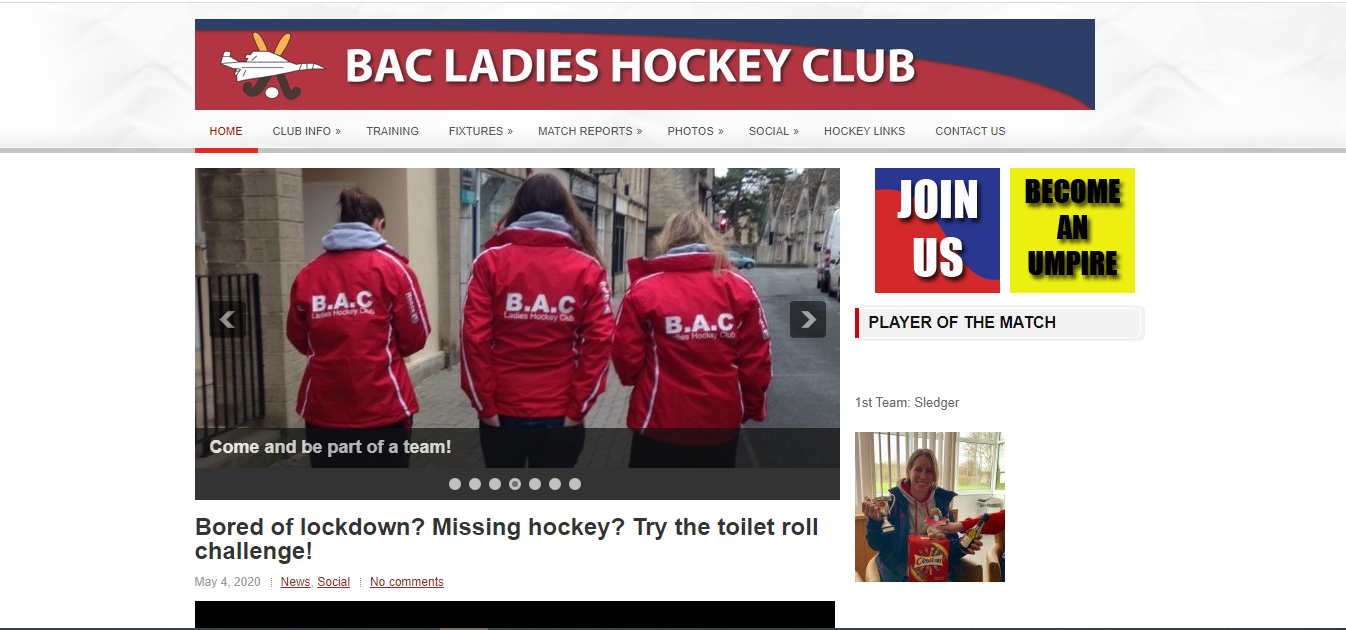 BAC LADIES HOCKEY CLUB
HOME CLUB INFO » TRAINING FIXTURES » MATCH REPORTS » PHOTOS » SOCIAL » HOCKEY LINKS CONTACT US
B.A.C
Ladies Hockey Club
B.A.C
Ladies Hockey Club
B.A.C
Ladies Hockey Club
Come and be part of a team!
JOIN
US
BECOME
AN
UMPIRE
PLAYER OF THE MATCH
1st Team: Sledger
Bored of lockdown? Missing hockey? Try the toilet roll
challenge!
May 4, 2020 News, Social No comments